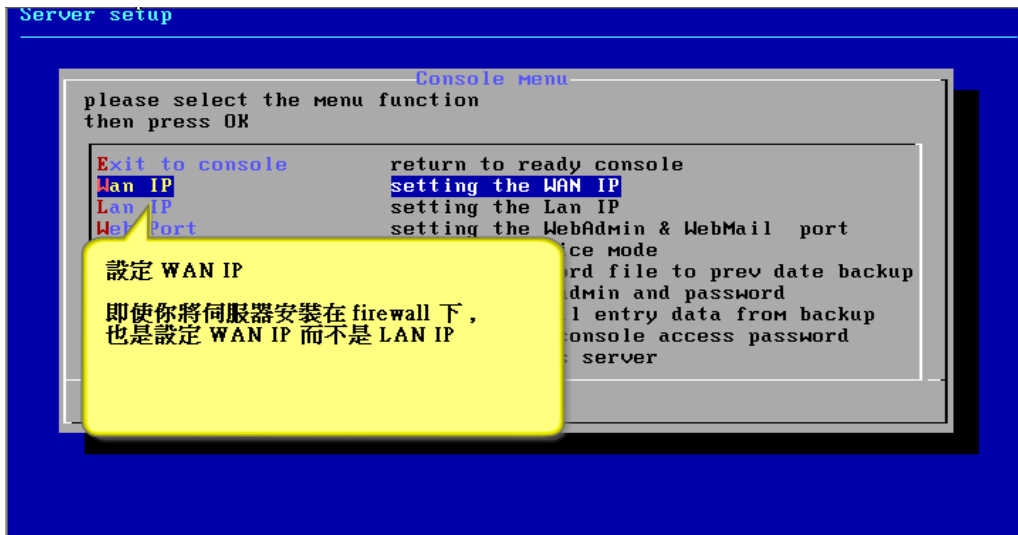 Server setup
Console menu
please select the menu function
then press OK
Exit to console return to ready console
Wan IP setting the WAN IP
Lan IP setting the Lan IP
Web Port setting the WebAdmin & WebMail port
ice mode
rd file to prev date backup
dmin and password
l entry data from backup
console access password
server
設定 WAN IP
即使你將伺服器安裝在 firewall 下，
也是設定 WAN IP 而不是 LAN IP